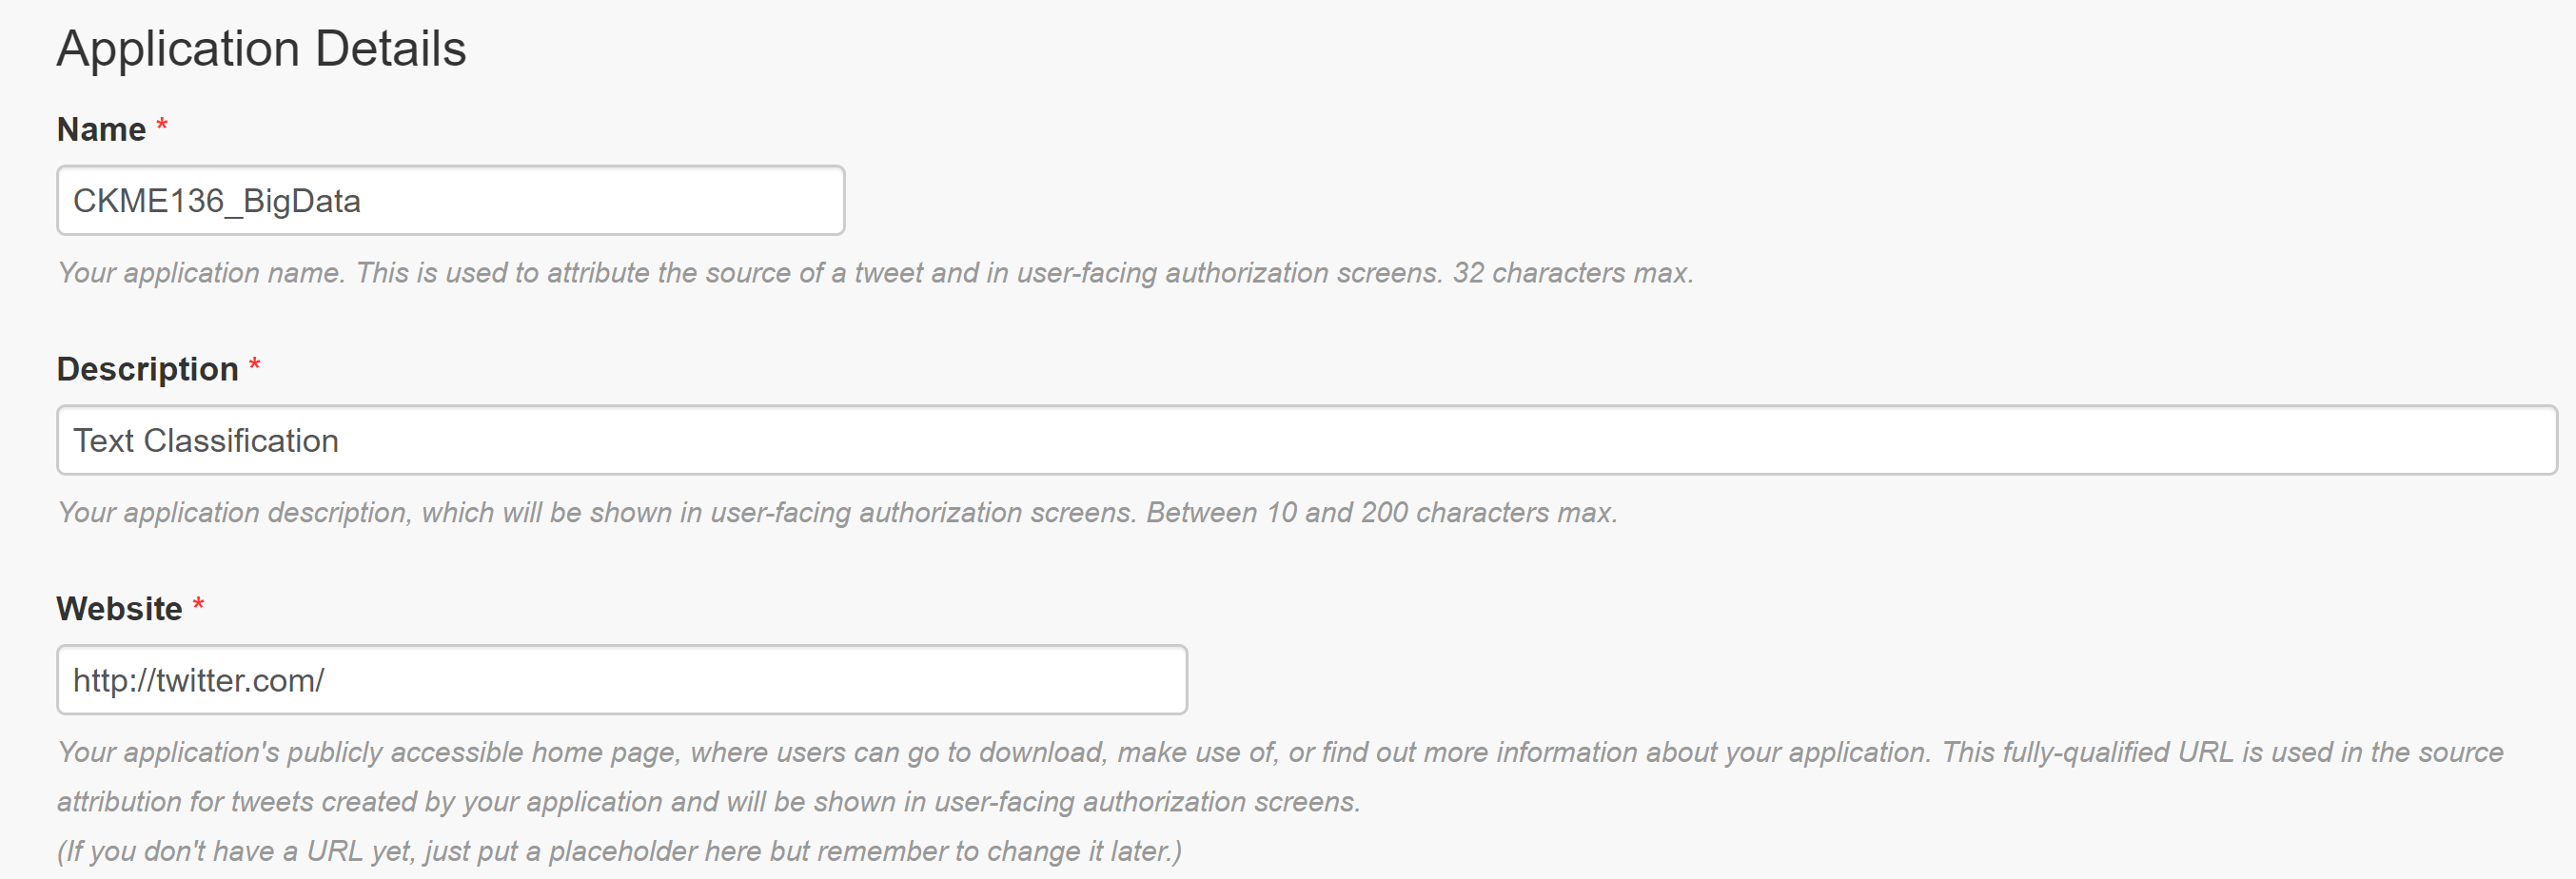 Application Details
Name *
CKME136_BigData
Your application name. This is used to attribute the source of a tweet and in user-facing authorization screens. 32 characters max.
Description *
Text Classification
Your application description, which will be shown in user-facing authorization screens. Between 10 and 200 characters max.
Website *
http://twitter.com/
Your application's publicly accessible home page, where users can go to download, make use of, or find out more information about your application. This fully-qualified URL is used in the source
attribution for tweets created by your application and will be shown in user-facing authorization screens.
(If you don't have a URL yet, just put a placeholder here but remember to change it later.)